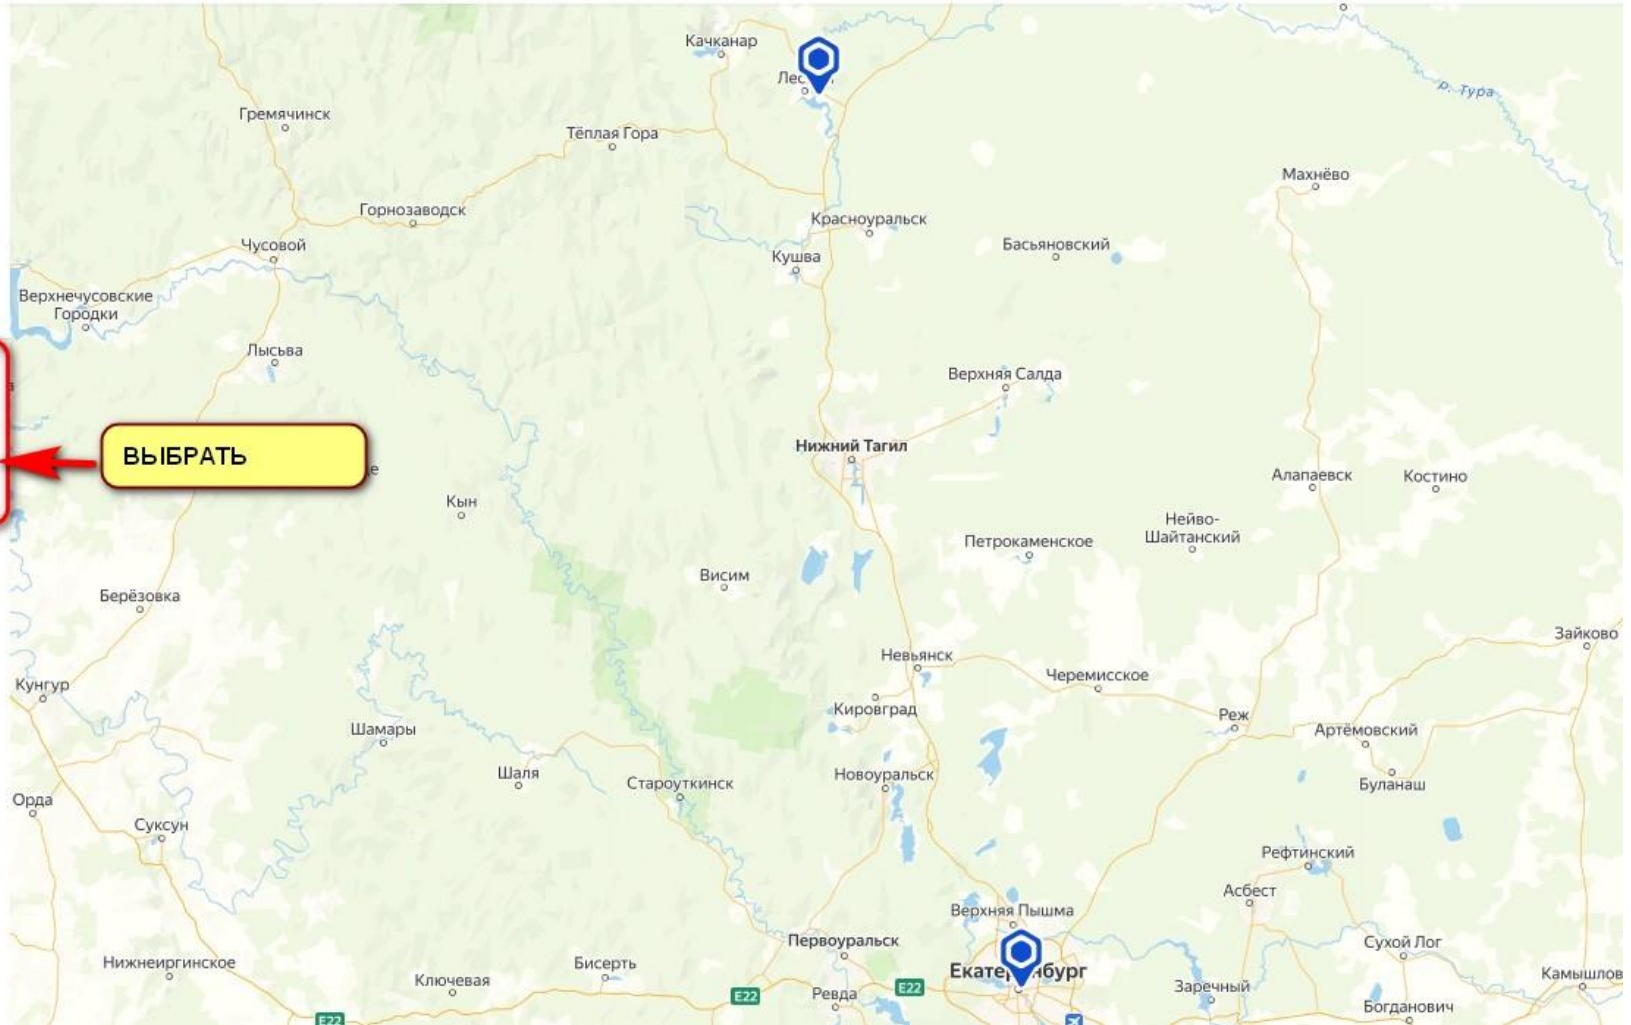 Качканар
р. Тура
Гремячинск
Тёплая Гора
Махнёво
Горнозаводск
Красноуральск
Чусовой
Басьяновский
Кушва
Верхнечусовские
Городки
Лысьва
Верхняя Салда
Нижний Тагил
ВЫБРАТЬ
Алапаевск
Костино
Кын
Нейво-
Шайтанский
Петрокаменское
Висим
Берёзовка
Зайково
Невьянск
Черемисское
Кунгур
Кировград
Реж
Шамары
Артёмовский
Шаля
Новоуральск
Староуткинск
Буланаш
Орда
Суксун
Рефтинский
Асбест
Верхняя Пышма
Первоуральск
Сухой Лог
Нижнеиргинское
Бисерть
Камышлов
Ключевая
Заречный
E22
E22
Ревда
Богданович
E22